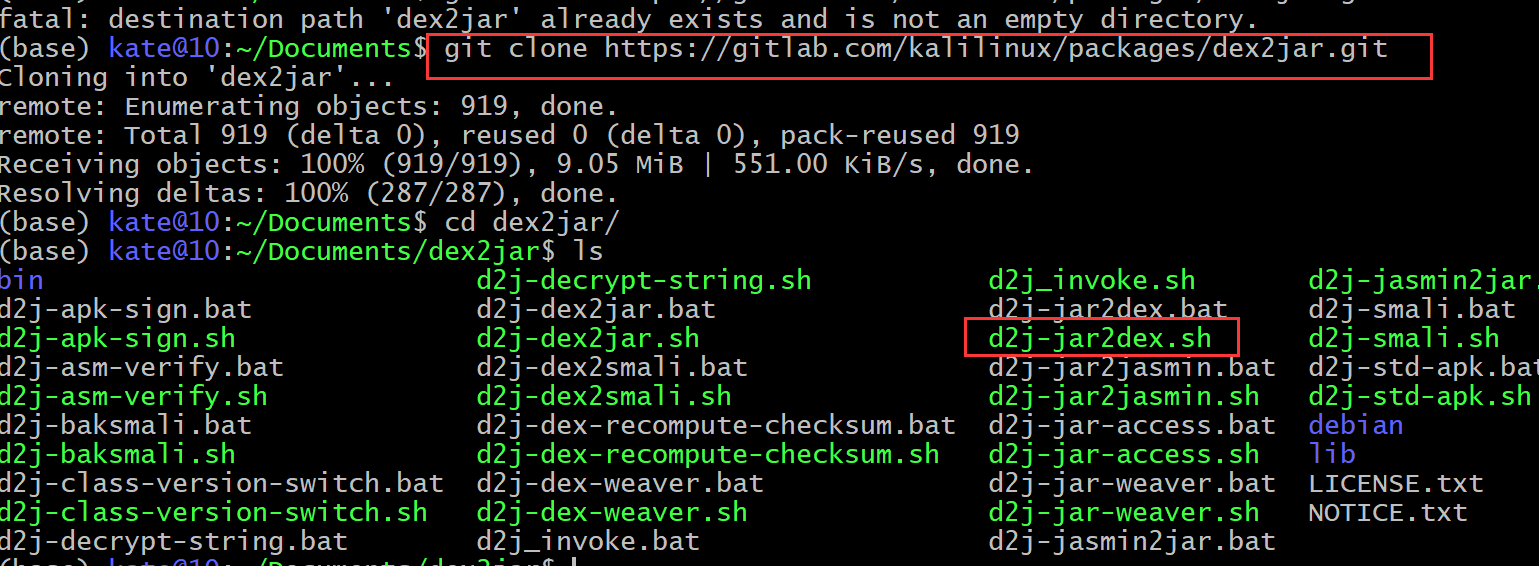 fatal: destination path 'dex2jar' already exists and is not an empty directory.
(base) kate@10:~/Documents$ git clone https://gitlab.com/kalilinux/packages/dex2jar.git
Cloning into 'dex2jar'...
remote: Enumerating objects: 919, done.
remote: Total 919 (delta 0), reused 0 (delta 0), pack-reused 919
Receiving objects: 100% (919/919), 9.05 MiB | 551.00 KiB/s, done.
Resolving deltas: 100% (287/287), done.
(base) kate@10:~/Documents$ cd dex2jar/
(base) kate@10:~/Documents/dex2jar$ ls
bin d2j-decrypt-string.sh d2j_invoke.sh d2j-jasmin2jar.
d2j-apk-sign.bat d2j-dex2jar.bat d2j-jar2dex.bat d2j-smali.bat
d2j-apk-sign.sh d2j-dex2jar.sh d2j-jar2dex.sh d2j-smali.sh
d2j-asm-verify.bat d2j-dex2smali.bat d2j-jar2jasmin.bat d2j-std-apk.bat
d2j-asm-verify.sh d2j-dex2smali.sh d2j-jar2jasmin.sh d2j-std-apk.sh
d2j-baksmali.bat d2j-dex-recompute-checksum.bat d2j-jar-access.bat debian
d2j-baksmali.sh d2j-dex-recompute-checksum.sh d2j-jar-access.sh lib
d2j-class-version-switch.bat d2j-dex-weaver.bat d2j-jar-weaver.bat LICENSE.txt
d2j-class-version-switch.sh d2j-dex-weaver.sh d2j-jar-weaver.sh NOTICE.txt
d2j-decrypt-string.bat d2j_invoke.bat d2j-jasmin2jar.bat
(base) kate@10:~/Documents/dex2jar$